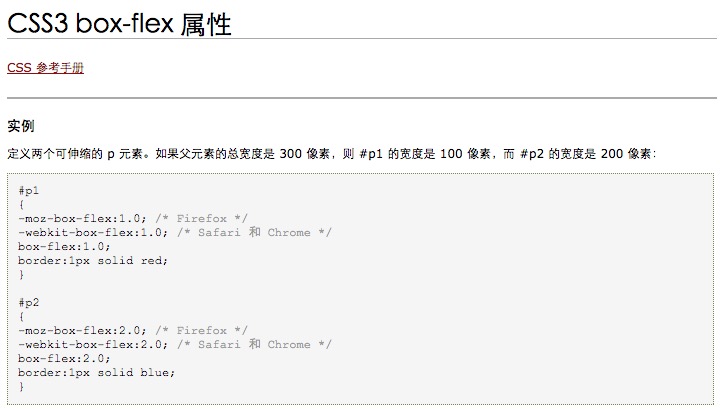 CSS3 box-flex 属性
CSS 参考手册
实例
定义两个可伸缩的 p 元素。如果父元素的总宽度是 300 像素，则 #p1 的宽度是 100 像素，而 #p2 的宽度是 200 像素：
#p1
{
-moz-box-flex:1.0; /* Firefox */
-webkit-box-flex:1.0; /* Safari 和 Chrome */
box-flex:1.0;
border:1px solid red;
}
#p2
{
-moz-box-flex:2.0; /* Firefox */
-webkit-box-flex:2.0; /* Safari 和 Chrome */
box-flex:2.0;
border:1px solid blue;
}